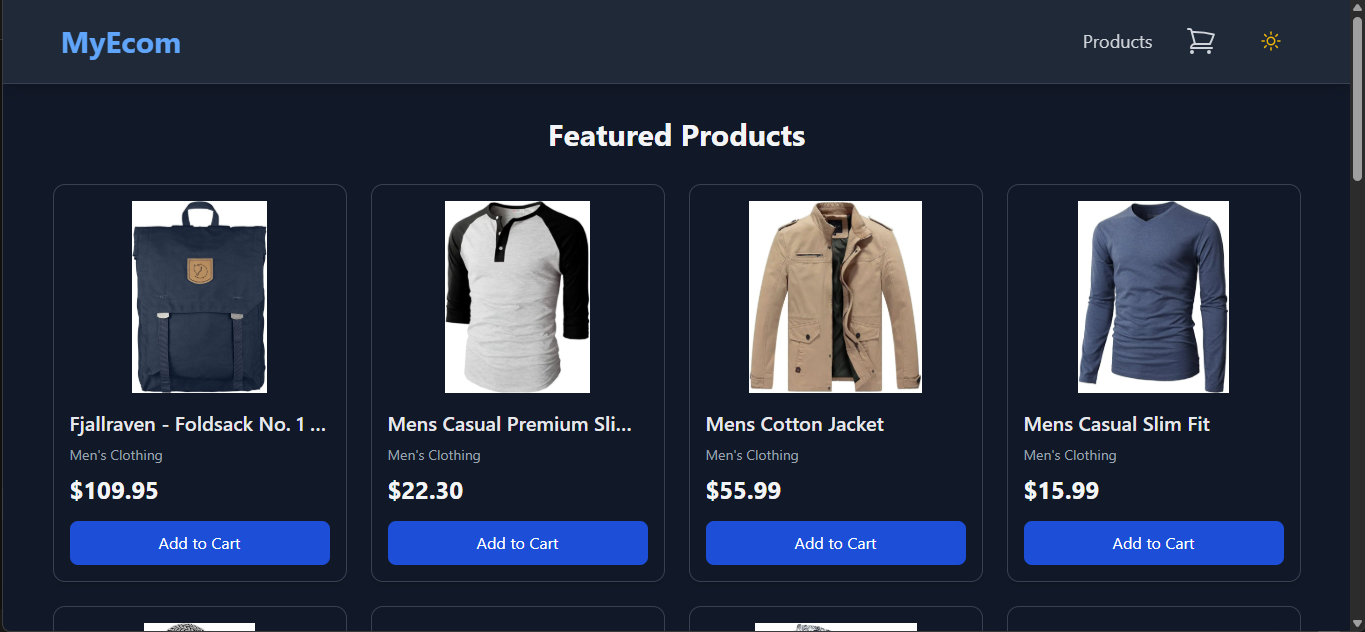 MyEcom
Products
Featured Products
Fjallraven - Foldsack No. 1 ...
Men's Clothing
$109.95
Add to Cart
Mens Casual Premium Sli...
Men's Clothing
$22.30
Add to Cart
Mens Cotton Jacket
Men's Clothing
$55.99
Add to Cart
Mens Casual Slim Fit
Men's Clothing
$15.99
Add to Cart